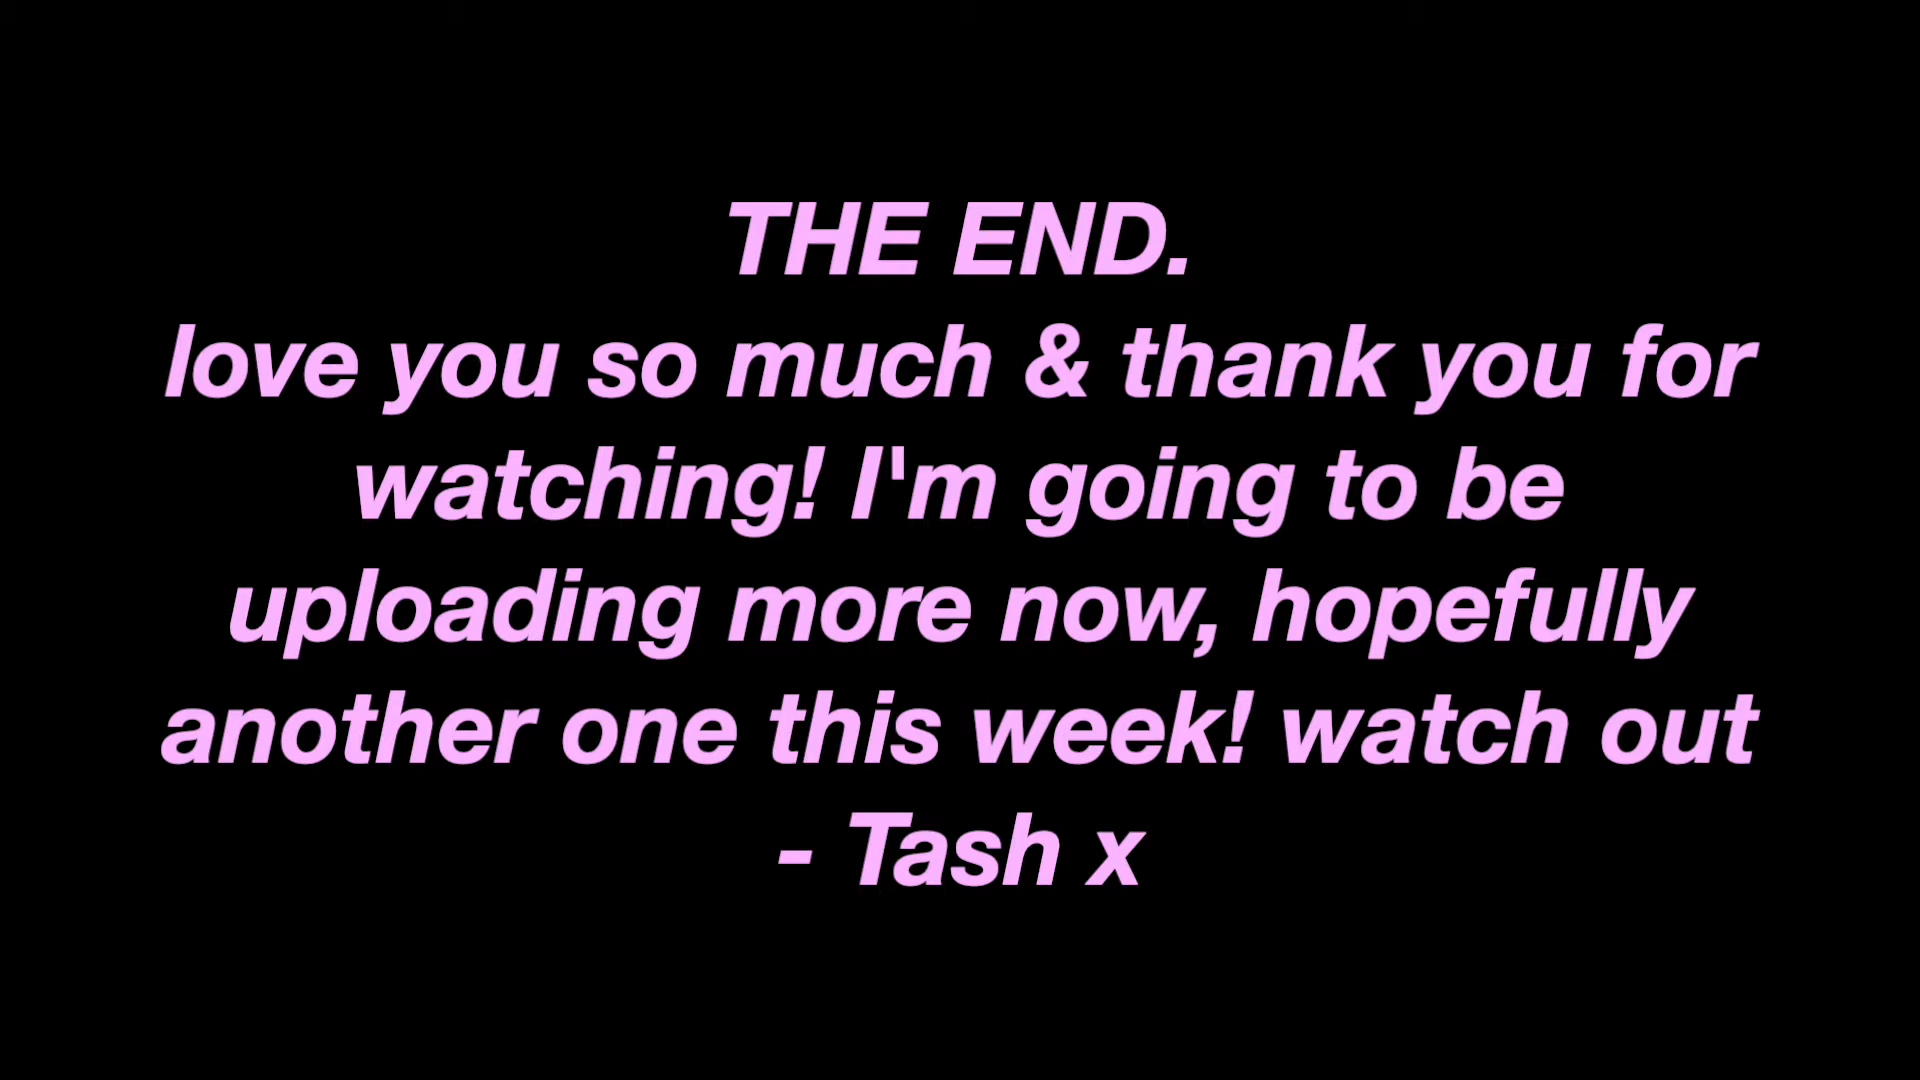 THE END.
love you so much & thank you for
watching! I'm going to be
uploading more now, hopefully
another one this week! watch out
- Tash x